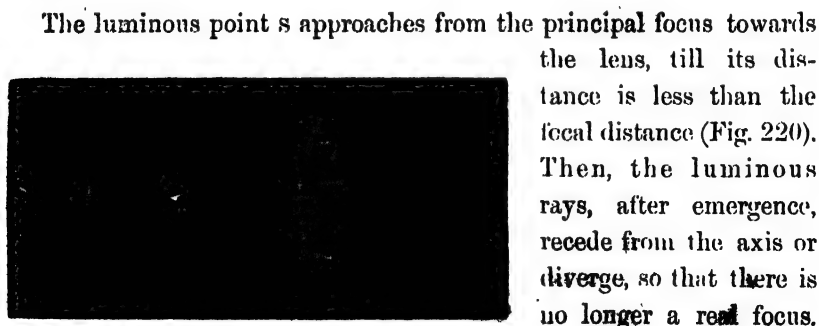 The luminous point s approaches from the principal focus towards
the lens, till its dis-
tance is less than the
focal distance (Fig. 220).
Then, the luminous
rays, after emergence,
recede from the axis or
diverge, so that there is
no longer a real focus.